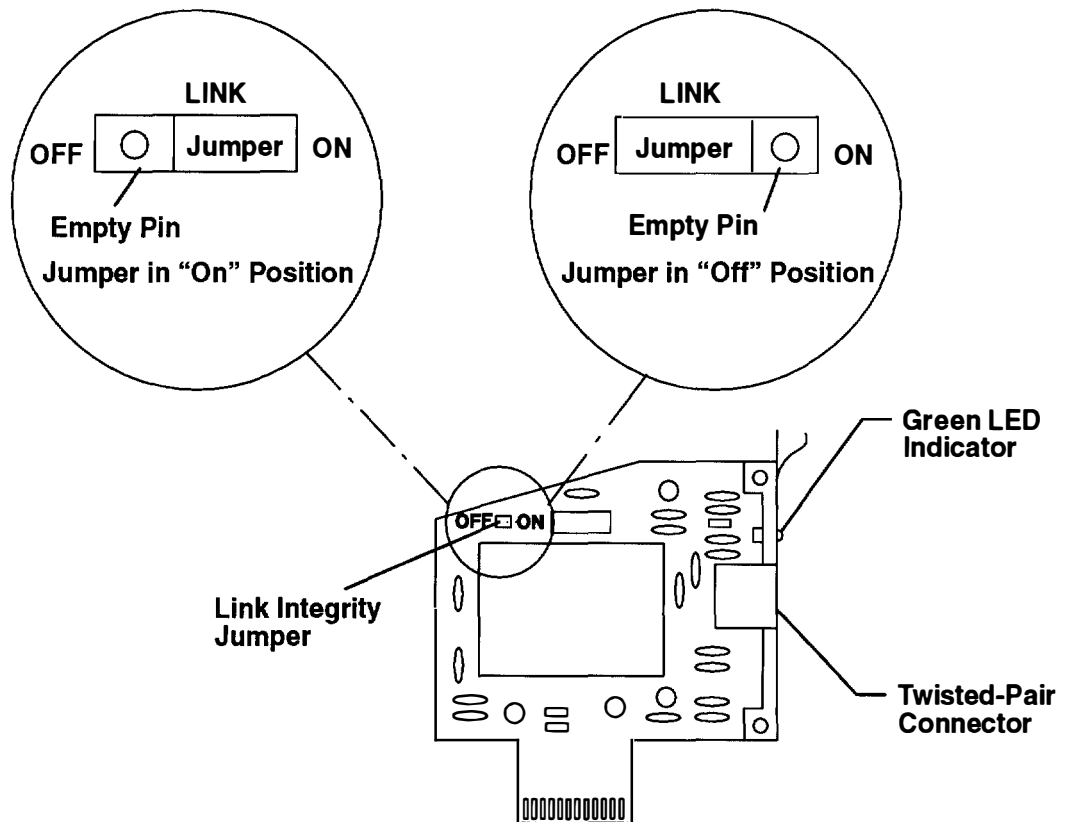 LINK
OFF Jumper ON
Empty Pin
Jumper in “On” Position
LINK
OFF Jumper ON
Empty Pin
Jumper in “Off” Position
Green LED
Indicator
OFF ON
Link Integrity
Jumper
Twisted-Pair
Connector